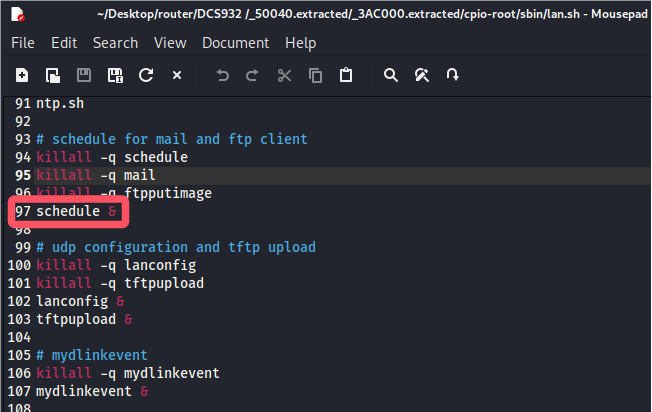 ~/Desktop/router/DCS932 /_50040.extracted/_3AC000.extracted/cpio-root/sbin/lan.sh - Mousepad
File Edit Search View Document Help
91 ntp.sh
92
93 # schedule for mail and ftp client
94 killall -q schedule
95 killall -q mail
96 killall -q ftpputimage
97 schedule &
98
99 # udp configuration and tftp upload
100 killall -q lanconfig
101 killall -q tftpupload
102 lanconfig &
103 tftpupload &
104
105 # mydlinkevent
106 killall -q mydlinkevent
107 mydlinkevent &
108